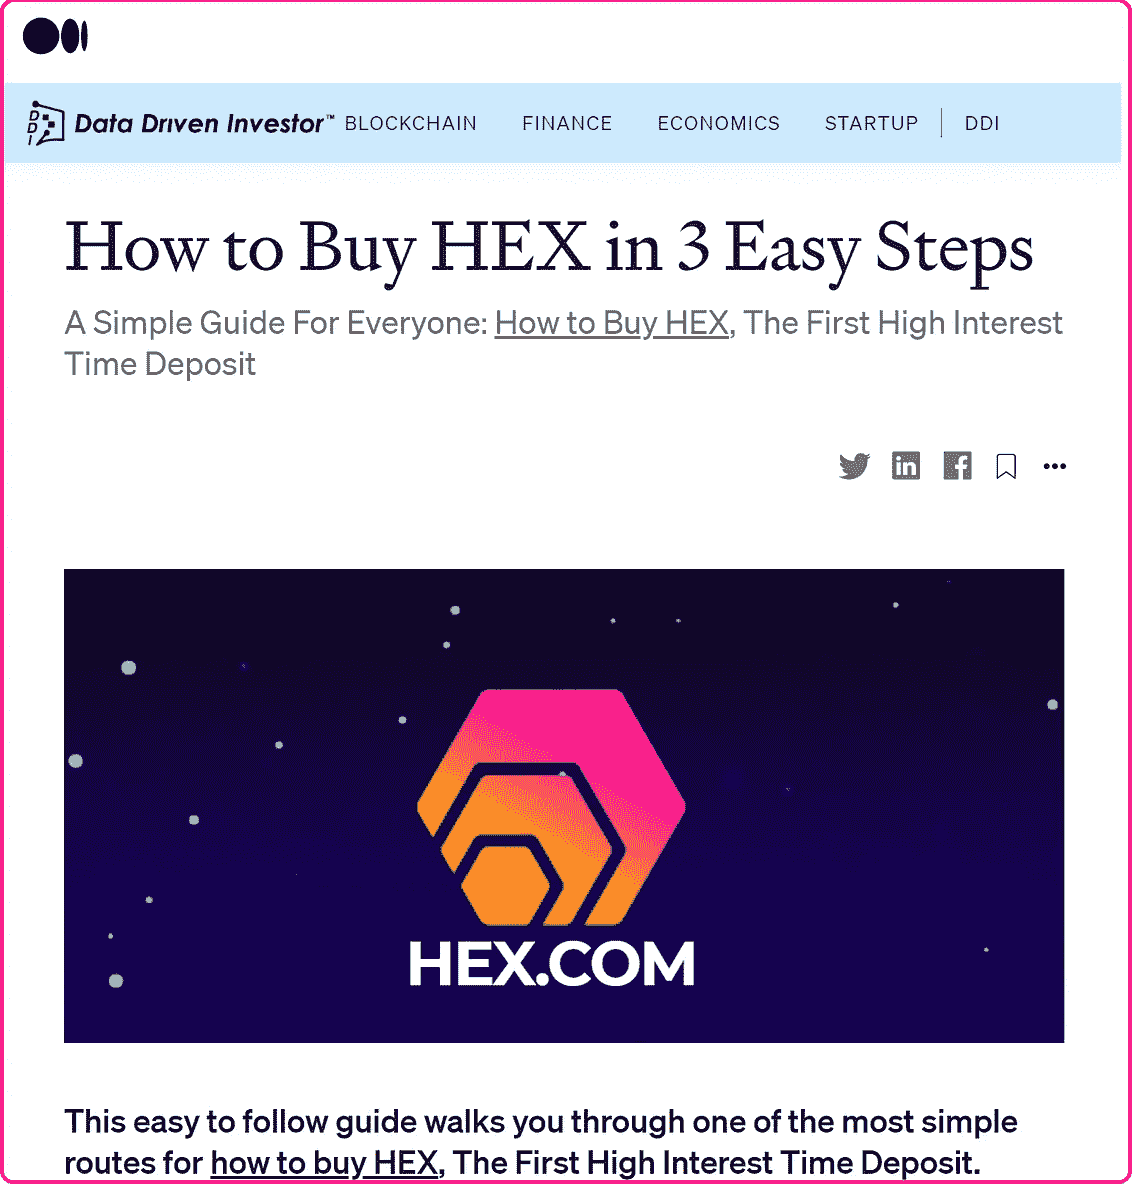 Data Driven Investor™ BLOCKCHAIN FINANCE ECONOMICS STARTUP DDI
How to Buy HEX in 3 Easy Steps
A Simple Guide For Everyone: How to Buy HEX, The First High Interest
Time Deposit
HEX.COM
This easy to follow guide walks you through one of the most simple
routes for how to buy HEX, The First High Interest Time Deposit.